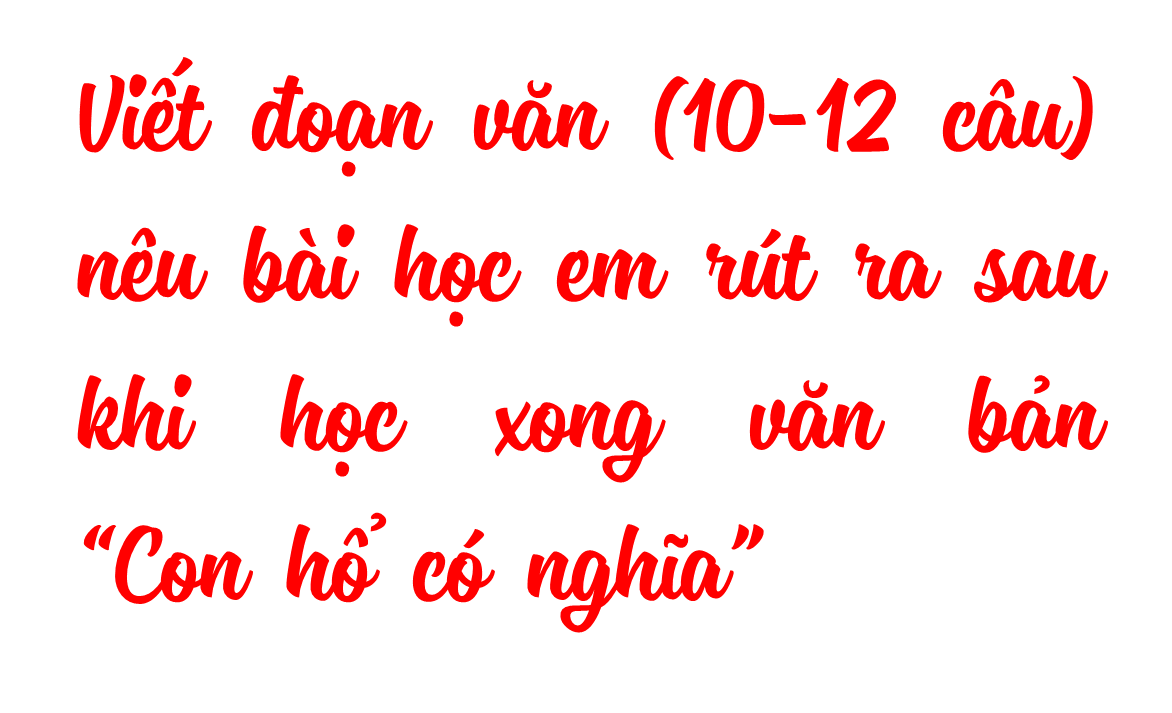 Viết đoạn văn (10-12 câu)
nêu bài học em rút ra sau
khi học xong văn bản
“Con hổ có nghĩa”